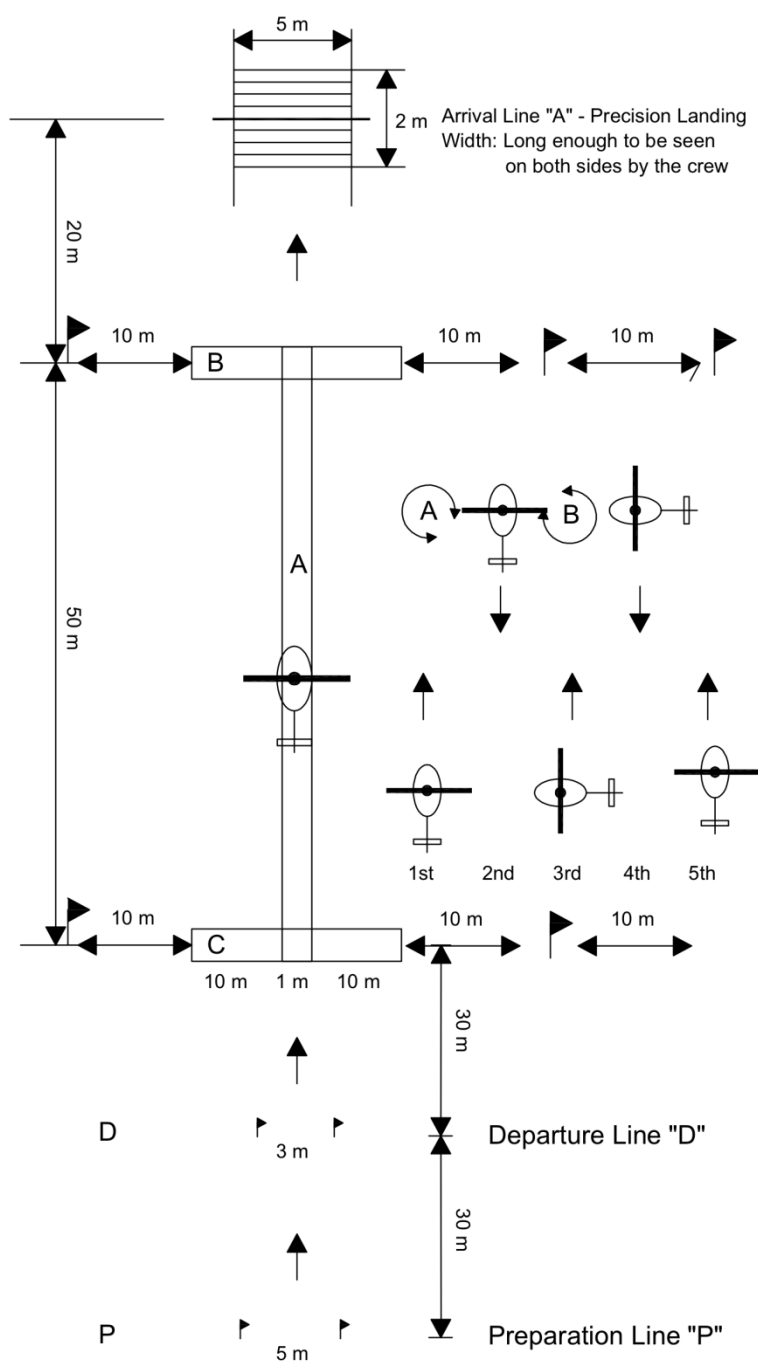 5 m
2 m
Arrival Line "A" - Precision Landing
Width: Long enough to be seen
on both sides by the crew
20 m
10 m
10 m
10 m
B
A
B
A
50 m
1st
2nd
3rd
4th
5th
10 m
10 m
10 m
C
10 m
1 m
10 m
30 m
D
3 m
Departure Line "D"
30 m
P
5 m
Preparation Line "P"